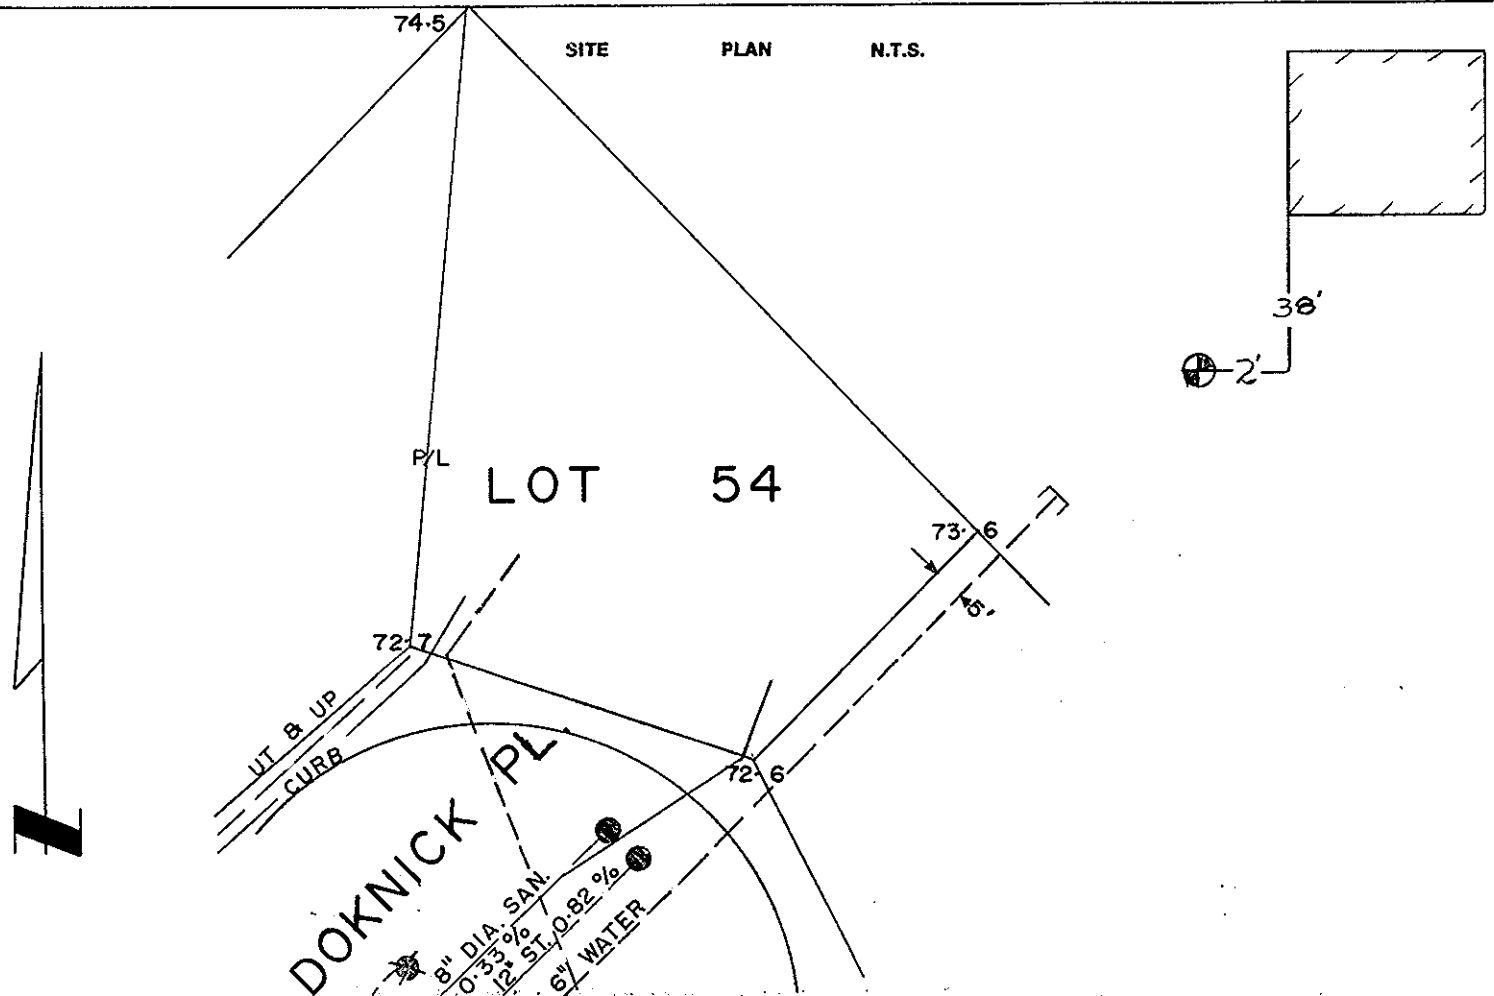 74.5
SITE PLAN N.T.S.
38'
2'
P/L
LOT 54
73.6
5'
72.7
UT & UP
CURB
72.6
DOKNICK PL.
8" DIA. SAN.
0.33%
12" ST. 0.82%
6" WATER